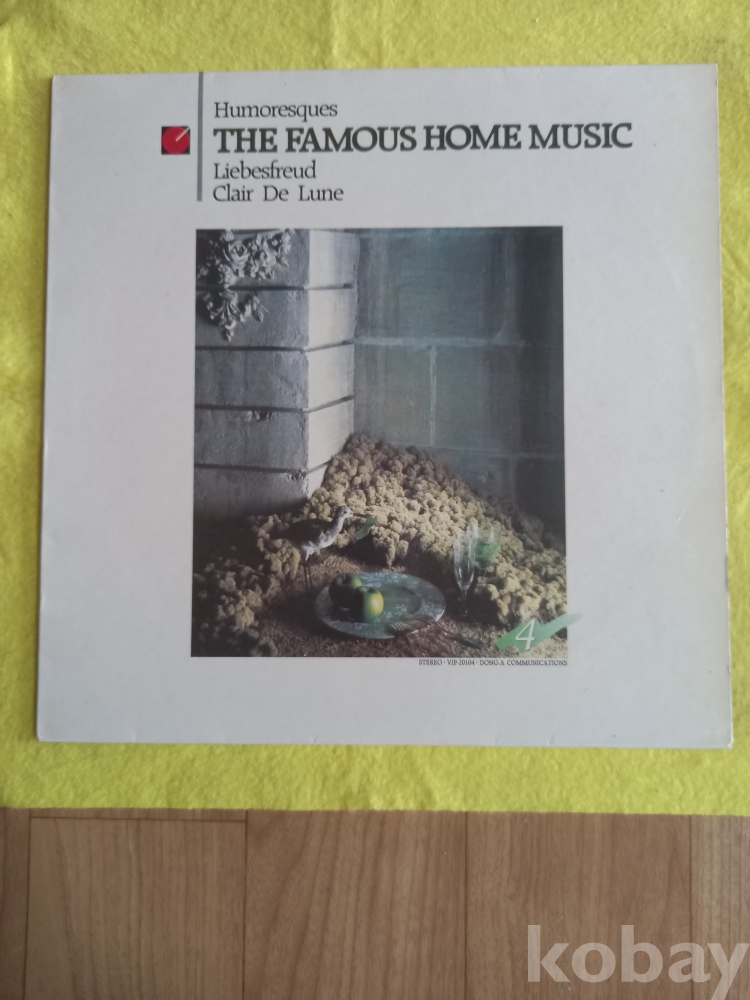 Humoresques
THE FAMOUS HOME MUSIC
Liebesfreud
Clair De Lune
4
STEREO · VIP-20104 · DONG-A COMMUNICATIONS
kobay